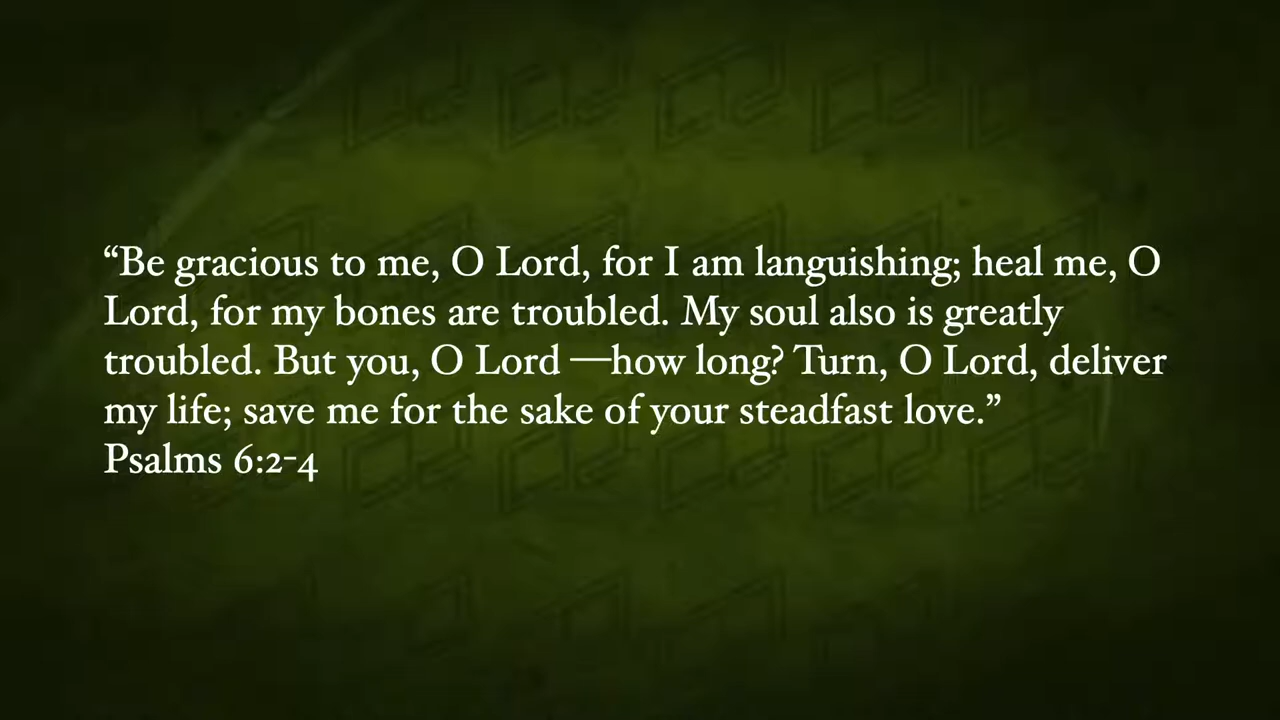 “Be gracious to me, O Lord, for I am languishing; heal me, O
Lord, for my bones are troubled. My soul also is greatly
troubled. But you, O Lord —how long? Turn, O Lord, deliver
my life; save me for the sake of your steadfast love.”
Psalms 6:2-4